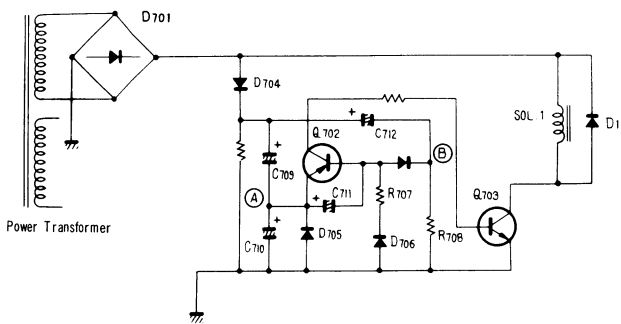 D701
D704
SOL. 1
D1
+
C712
Q702
+
C709
B
A
+
C711
R707
Q703
+
C710
D705
D706
R708
Power Transformer